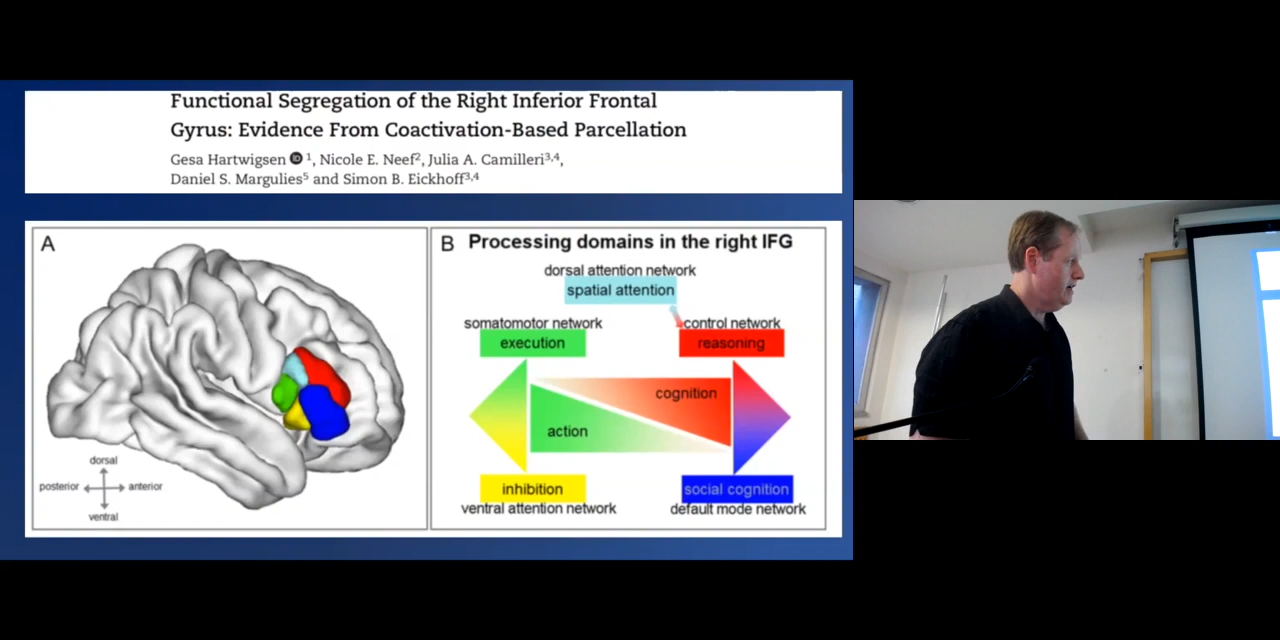 Functional Segregation of the Right Inferior Frontal
Gyrus: Evidence From Coactivation-Based Parcellation
Gesa Hartwigsen iD 1, Nicole E. Neef2, Julia A. Camilleri3,4,
Daniel S. Margulies5 and Simon B. Eickhoff3,4
A
dorsal
posterior
anterior
ventral
B
Processing domains in the right IFG
dorsal attention network
spatial attention
somatomotor network
control network
execution
reasoning
cognition
action
inhibition
social cognition
ventral attention network
default mode network